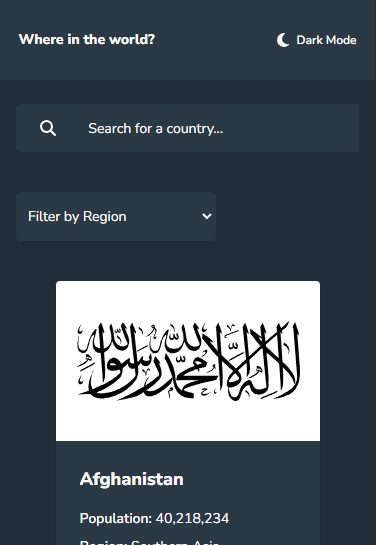 Where in the world?
Dark Mode
Search for a country...
Filter by Region
لا إله إلا الله محمد رسول الله
Afghanistan
Population: 40,218,234
Region: Southern Asia